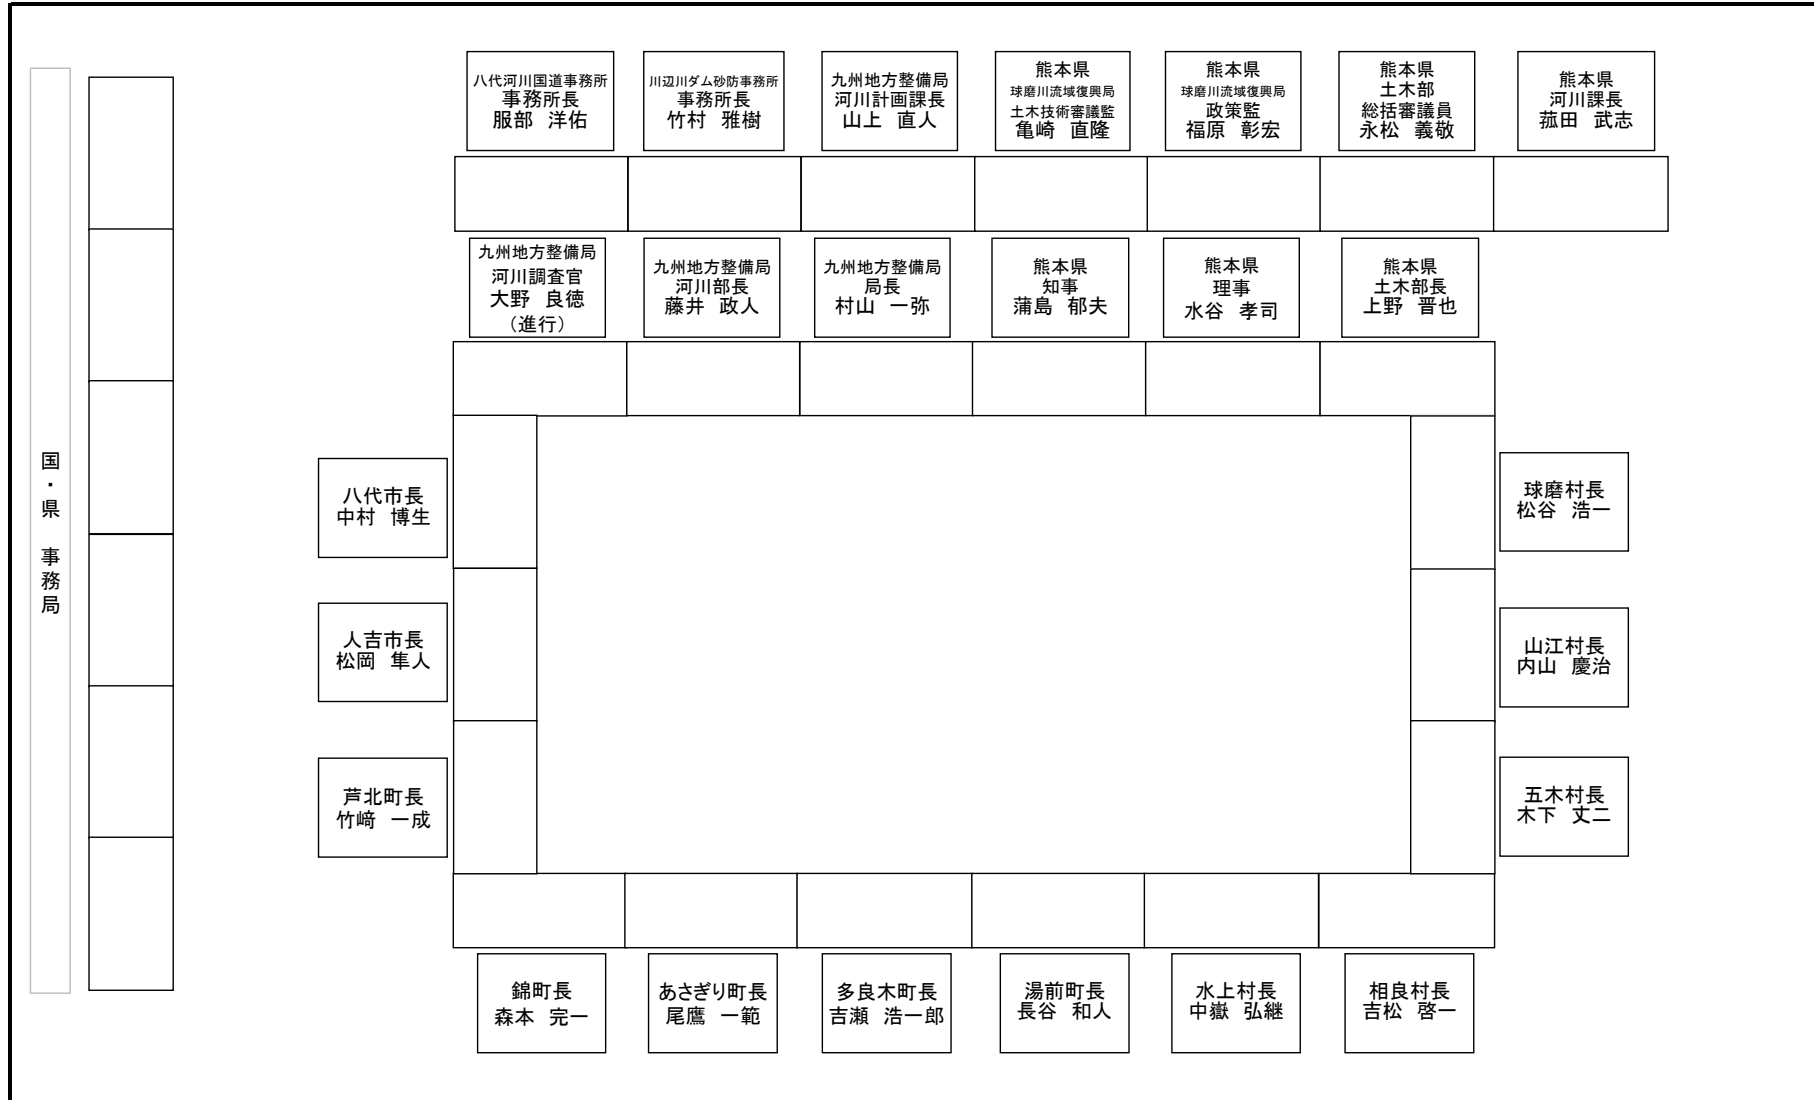 八代河川国道事務所
事務所長
服部 洋佑
川辺川ダム砂防事務所
事務所長
竹村 雅樹
九州地方整備局
河川計画課長
山上 直人
熊本県
球磨川流域復興局
土木技術審議監
亀崎 直隆
熊本県
球磨川流域復興局
政策監
福原 彰宏
熊本県
土木部
総括審議員
永松 義敬
熊本県
河川課長
菰田 武志
九州地方整備局
河川調査官
大野 良徳
（進行）
九州地方整備局
河川部長
藤井 政人
九州地方整備局
局長
村山 一弥
熊本県
知事
蒲島 郁夫
熊本県
理事
水谷 孝司
熊本県
土木部長
上野 晋也
国・県 事務局
八代市長
中村 博生
人吉市長
松岡 隼人
芦北町長
竹﨑 一成
球磨村長
松谷 浩一
山江村長
内山 慶治
五木村長
木下 丈二
錦町長
森本 完一
あさぎり町長
尾鷹 一範
多良木町長
吉瀬 浩一郎
湯前町長
長谷 和人
水上村長
中嶽 弘継
相良村長
吉松 啓一